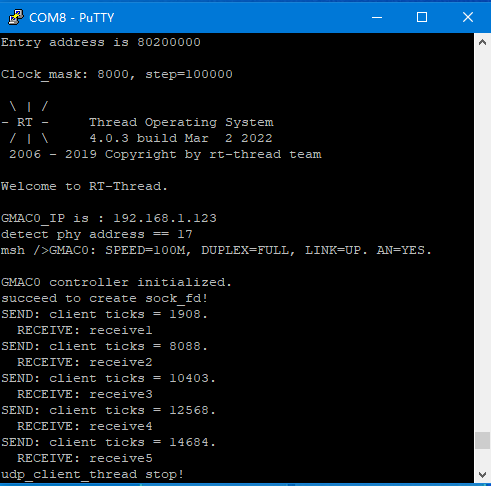 COM8 - PuTTY
Entry address is 80200000
Clock_mask: 8000, step=100000
 \ | /
- RT -     Thread Operating System
 / | \     4.0.3 build Mar  2 2022
 2006 - 2019 Copyright by rt-thread team
Welcome to RT-Thread.
GMAC0_IP is : 192.168.1.123
detect phy address == 17
msh />GMAC0: SPEED=100M, DUPLEX=FULL, LINK=UP. AN=YES.
GMAC0 controller initialized.
succeed to create sock_fd!
SEND: client ticks = 1908.
  RECEIVE: receive1
SEND: client ticks = 8088.
  RECEIVE: receive2
SEND: client ticks = 10403.
  RECEIVE: receive3
SEND: client ticks = 12568.
  RECEIVE: receive4
SEND: client ticks = 14684.
  RECEIVE: receive5
udp_client_thread stop!